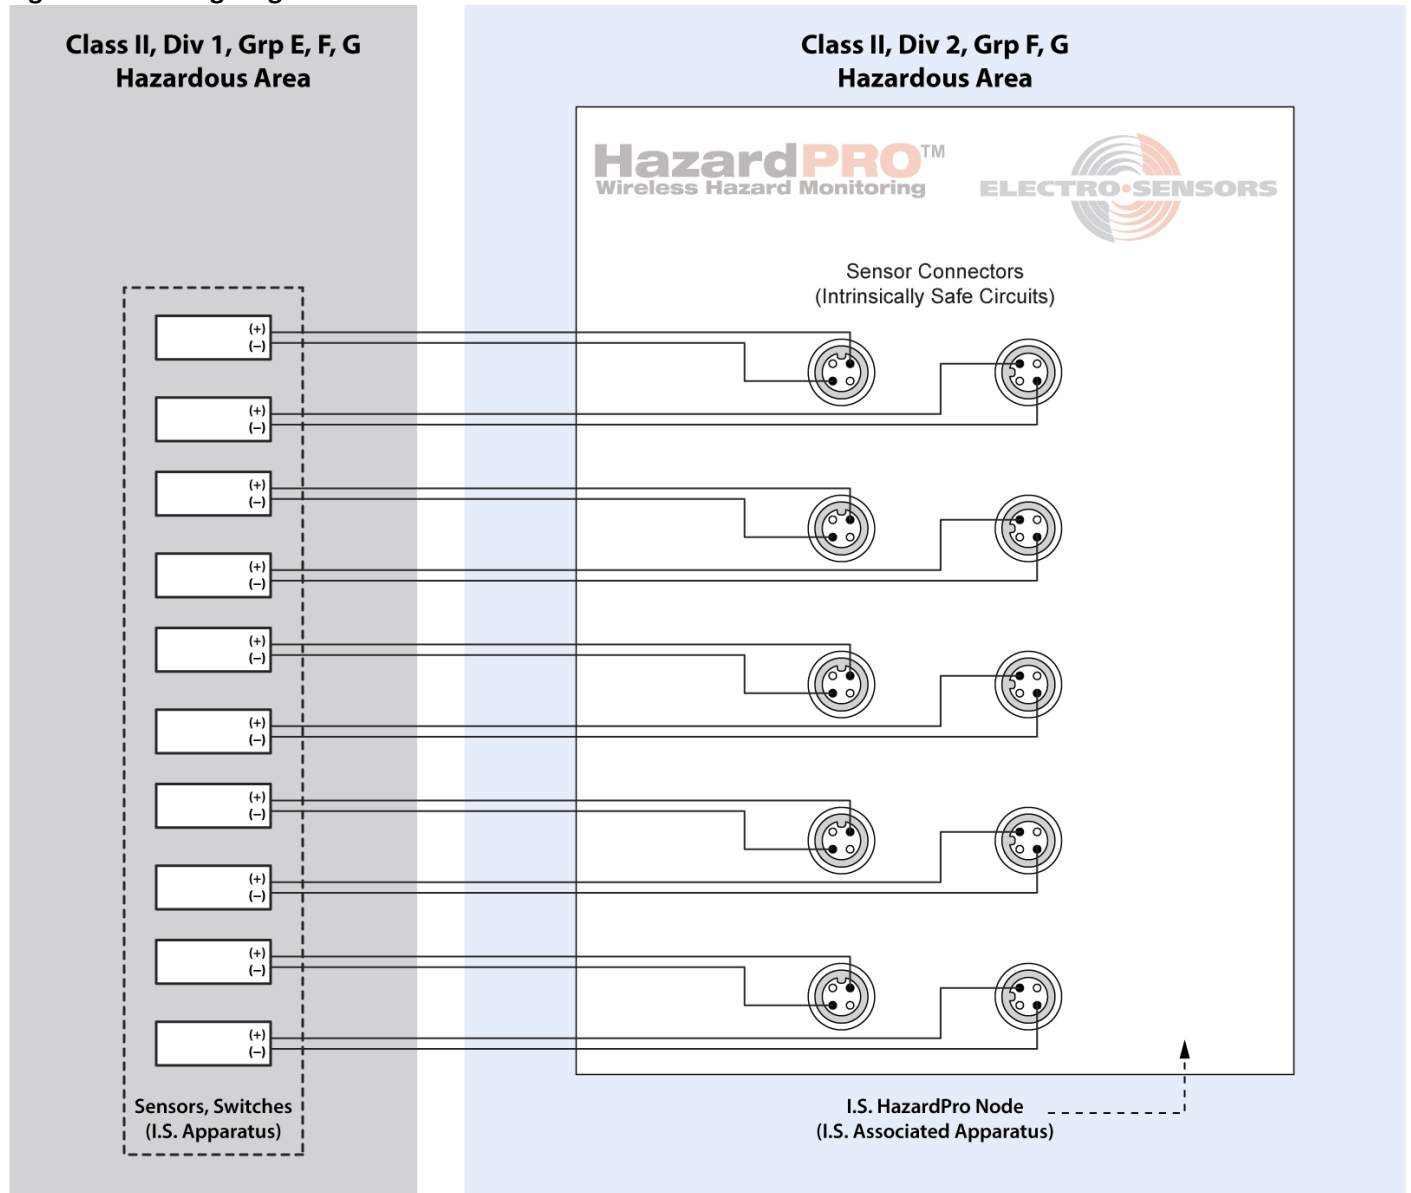 Class II, Div 1, Grp E, F, G
Hazardous Area
Class II, Div 2, Grp F, G
Hazardous Area
HazardPRO™
Wireless Hazard Monitoring
ELECTRO•SENSORS
Sensor Connectors
(Intrinsically Safe Circuits)
(+)
(–)
(+)
(–)
(+)
(–)
(+)
(–)
(+)
(–)
(+)
(–)
(+)
(–)
(+)
(–)
(+)
(–)
(+)
(–)
Sensors, Switches
(I.S. Apparatus)
I.S. HazardPro Node
(I.S. Associated Apparatus)